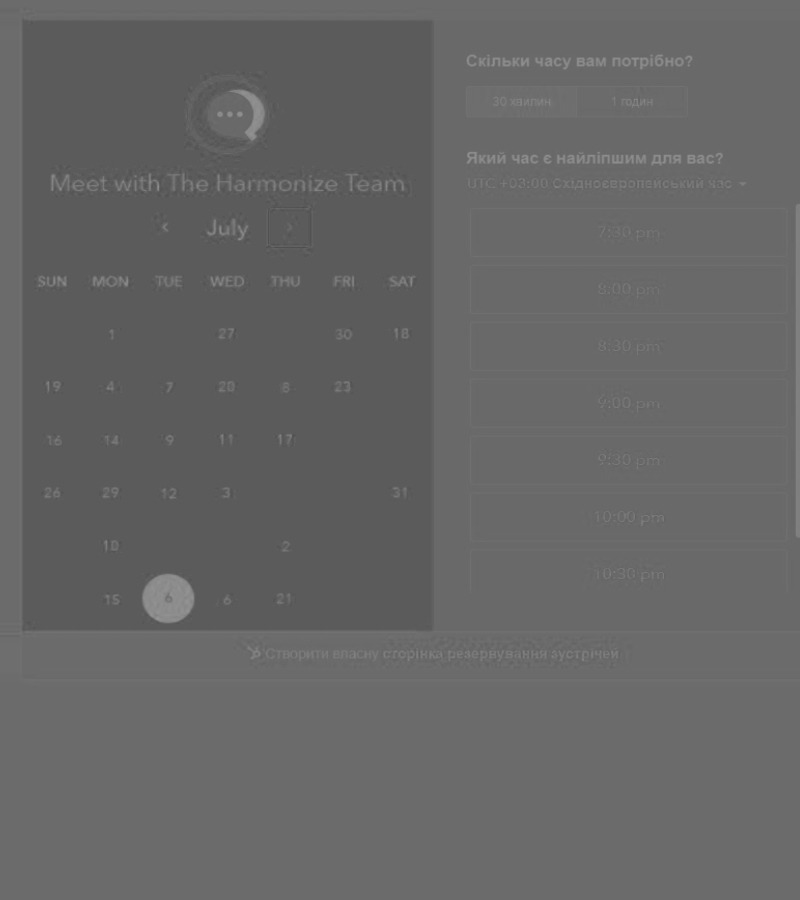 Meet with The Harmonize Team
July
SUN MON TUE WED THU FRI SAT
1 27 30 18
19 4 7 20 8 23
16 14 9 11 17
26 29 12 3 31
10 2
15 6 6 21
Скільки часу вам потрібно?
30 хвилин 1 годин
Який час є найліпшим для вас?
UTC +03:00 Східноєвропейський час
7:30 pm
8:00 pm
8:30 pm
9:00 pm
9:30 pm
10:00 pm
10:30 pm
Створити власну сторінка резервування зустрічей